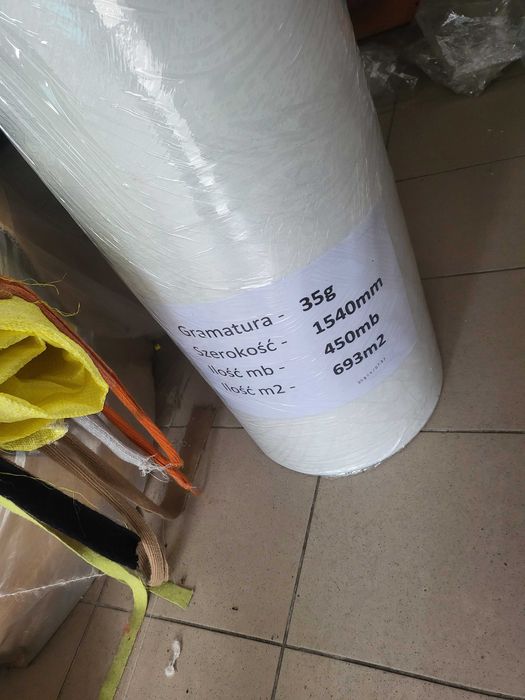 Gramatura - 35g
Szerokość - 1540mm
Ilość mb - 450mb
Ilość m2 - 693m2